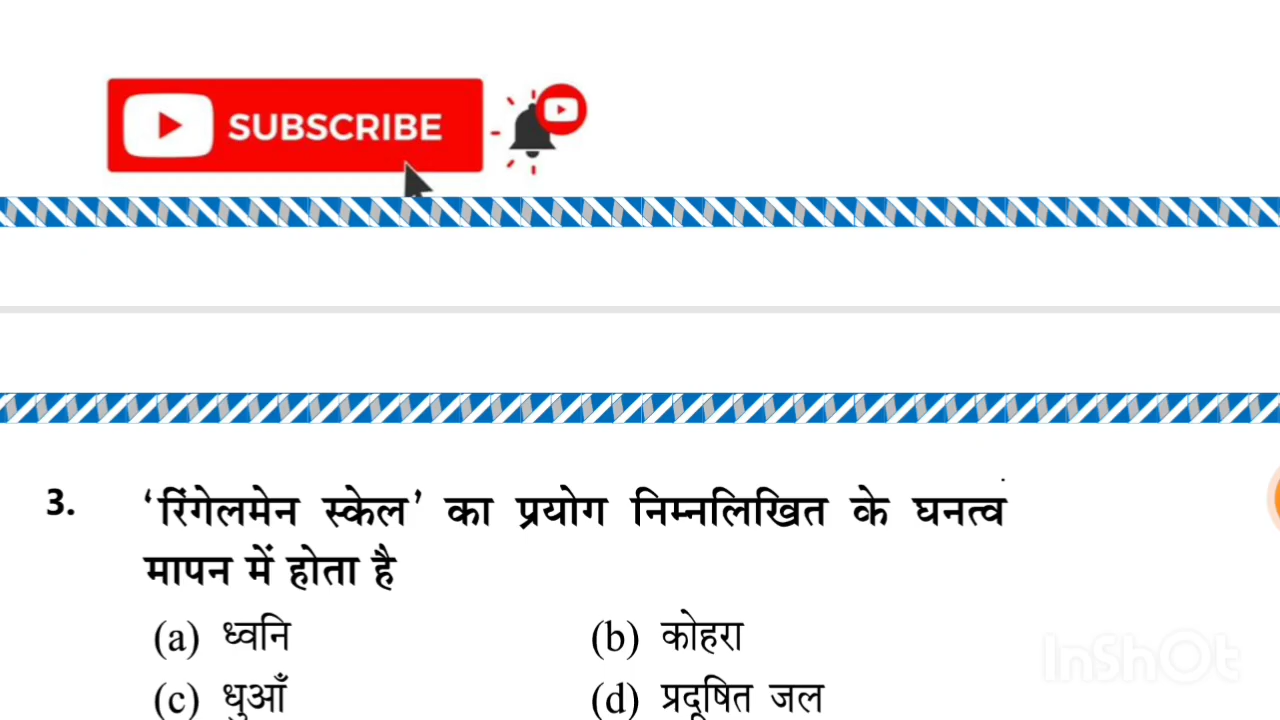 SUBSCRIBE
3. ‘रिंगेलमेन स्केल’ का प्रयोग निम्नलिखित के घनत्व
मापन में होता है
(a) ध्वनि (b) कोहरा
(c) धुआँ (d) प्रदूषित जल
InShOt